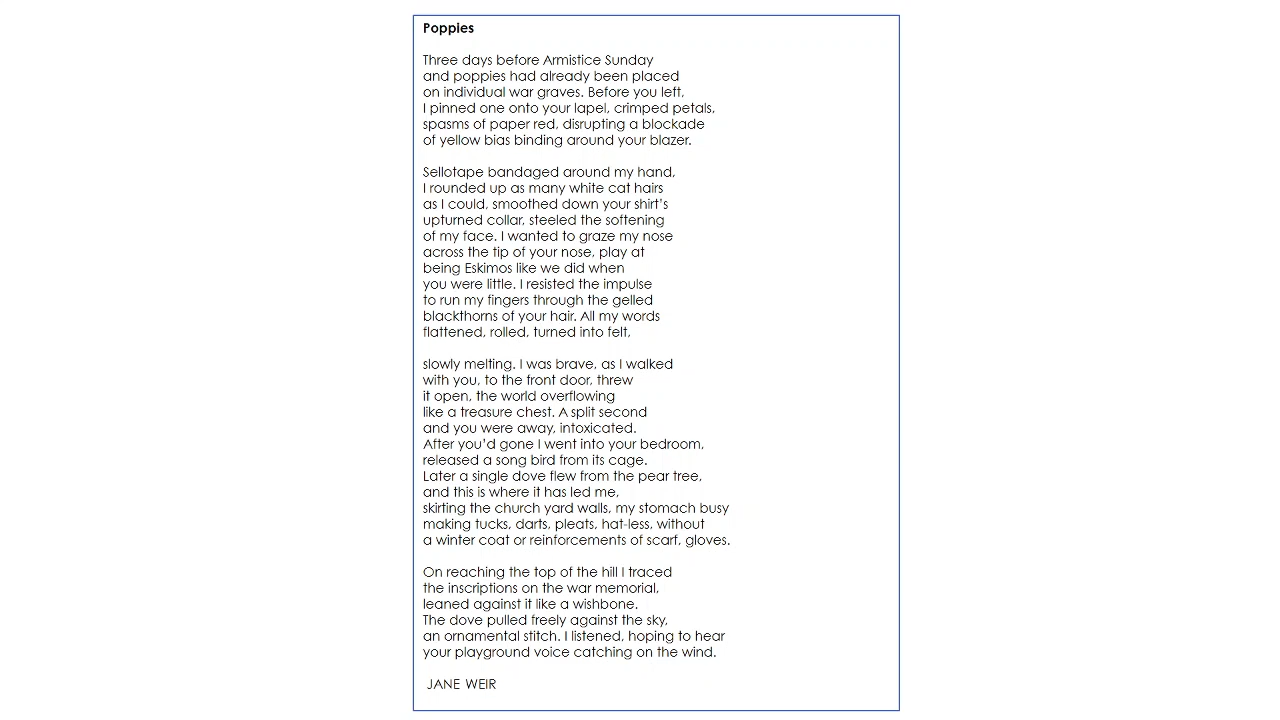 Poppies
Three days before Armistice Sunday
and poppies had already been placed
on individual war graves. Before you left,
I pinned one onto your lapel, crimped petals,
spasms of paper red, disrupting a blockade
of yellow bias binding around your blazer.
Sellotape bandaged around my hand,
I rounded up as many white cat hairs
as I could, smoothed down your shirt's
upturned collar, steeled the softening
of my face. I wanted to graze my nose
across the tip of your nose, play at
being Eskimos like we did when
you were little. I resisted the impulse
to run my fingers through the gelled
blackthorns of your hair. All my words
flattened, rolled, turned into felt,
slowly melting. I was brave, as I walked
with you, to the front door, threw
it open, the world overflowing
like a treasure chest. A split second
and you were away, intoxicated.
After you'd gone I went into your bedroom,
released a song bird from its cage.
Later a single dove flew from the pear tree,
and this is where it has led me,
skirting the church yard walls, my stomach busy
making tucks, darts, pleats, hat-less, without
a winter coat or reinforcements of scarf, gloves.
On reaching the top of the hill I traced
the inscriptions on the war memorial,
leaned against it like a wishbone.
The dove pulled freely against the sky,
an ornamental stitch. I listened, hoping to hear
your playground voice catching on the wind.
JANE WEIR